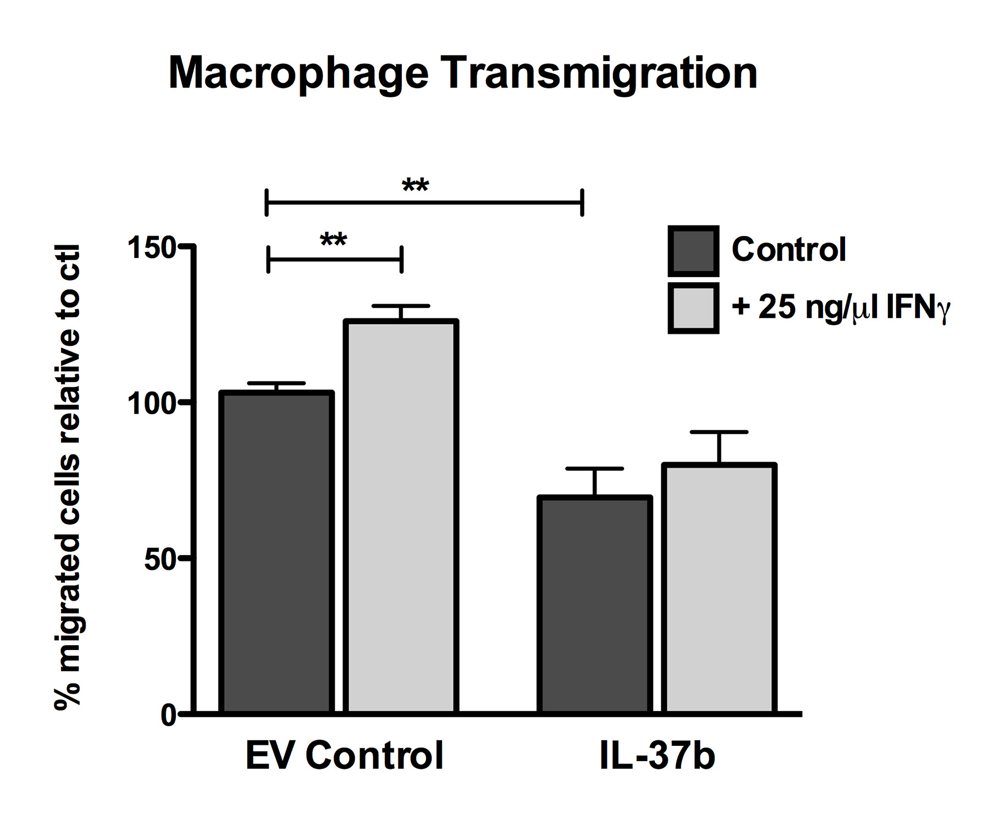 Macrophage Transmigration
**
**
150
100
50
0
% migrated cells relative to ctl
Control
+ 25 ng/μl IFNγ
EV Control
IL-37b